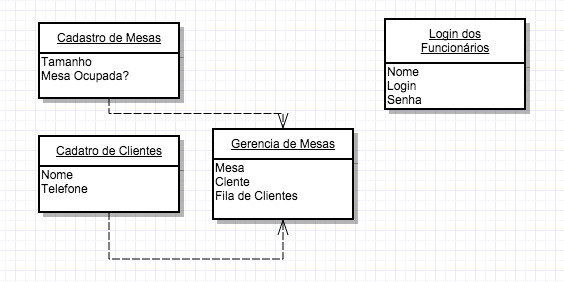 Cadastro de Mesas
Tamanho
Mesa Ocupada?
Login dos
Funcionários
Nome
Login
Senha
Cadatro de Clientes
Nome
Telefone
Gerencia de Mesas
Mesa
Clente
Fila de Clientes